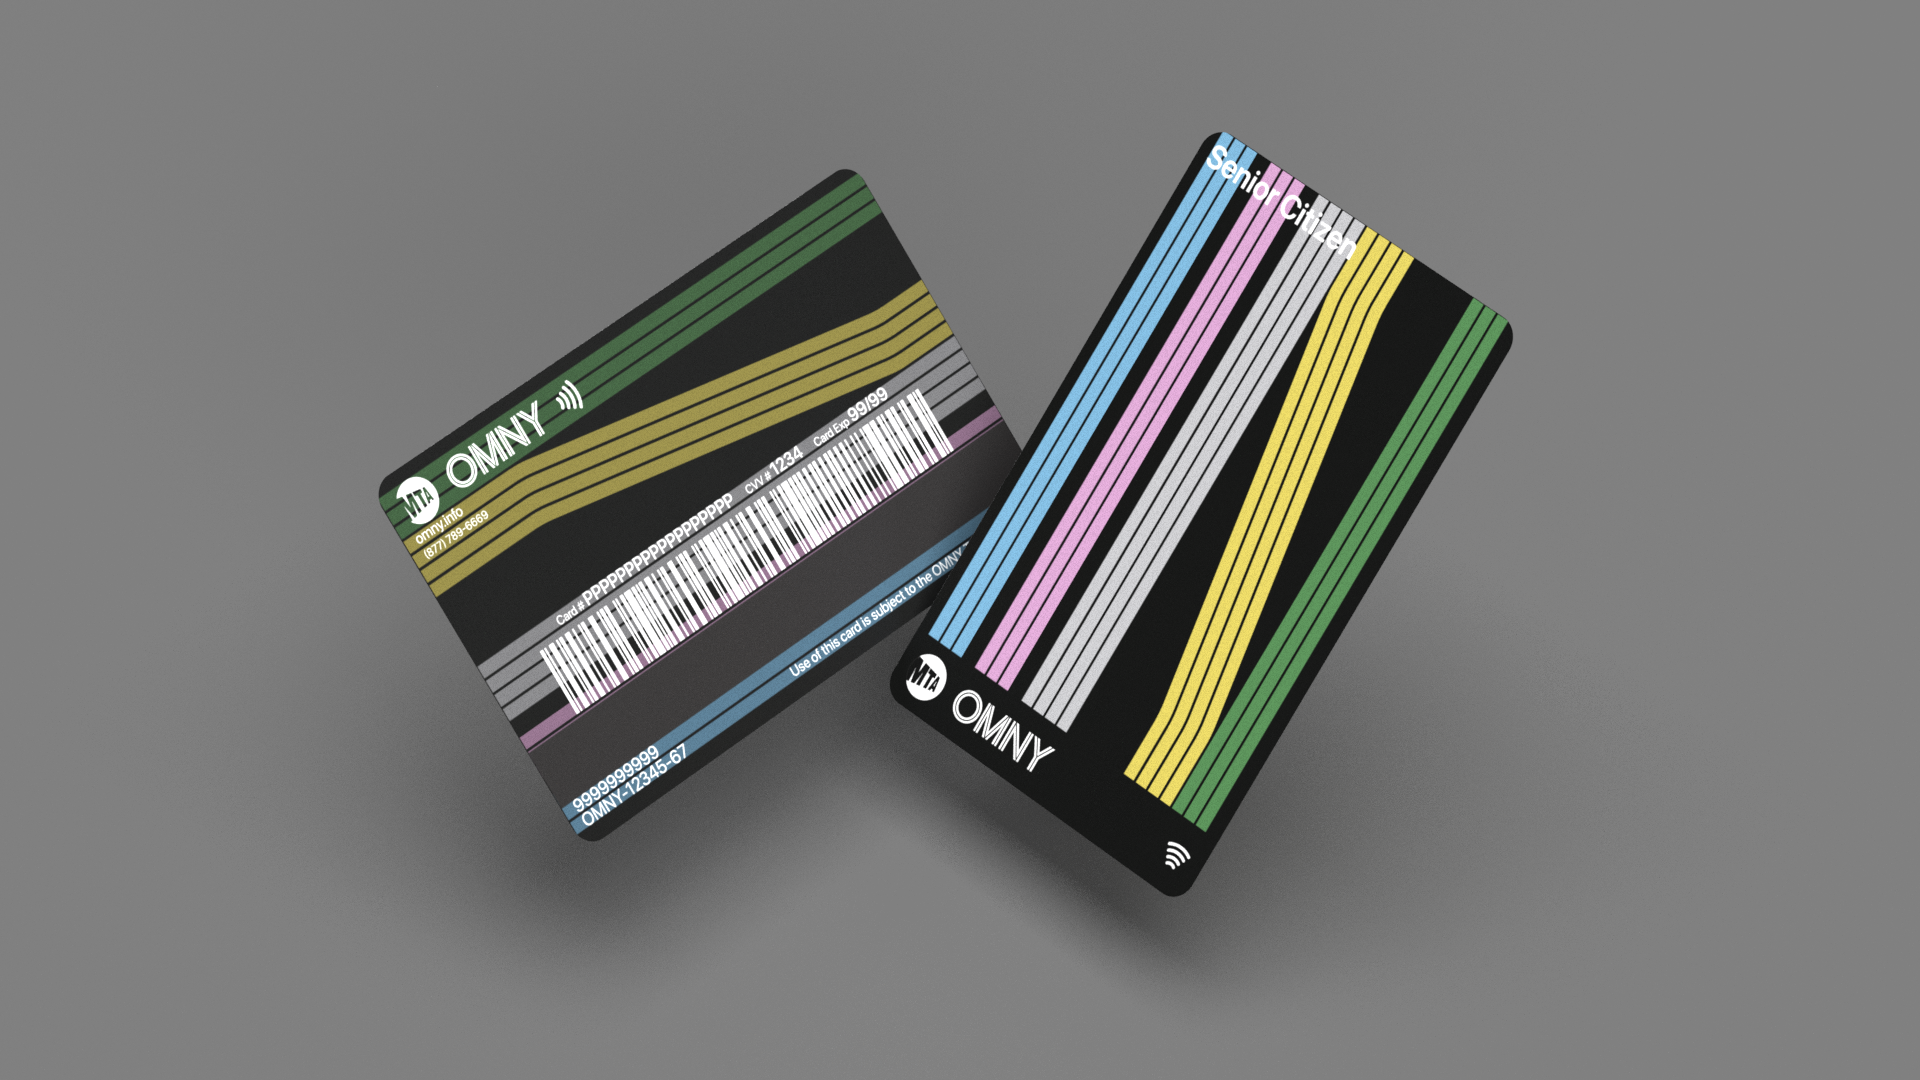 MTA OMNY
omny.info
(877) 789-6669
Card # PPPPPPPPPPPPPPPPPPP CVV # 1234 Card Exp 99/99
Use of this card is subject to the OMNY
9999999999
OMNY-12345-67
Senior Citizen
MTA OMNY